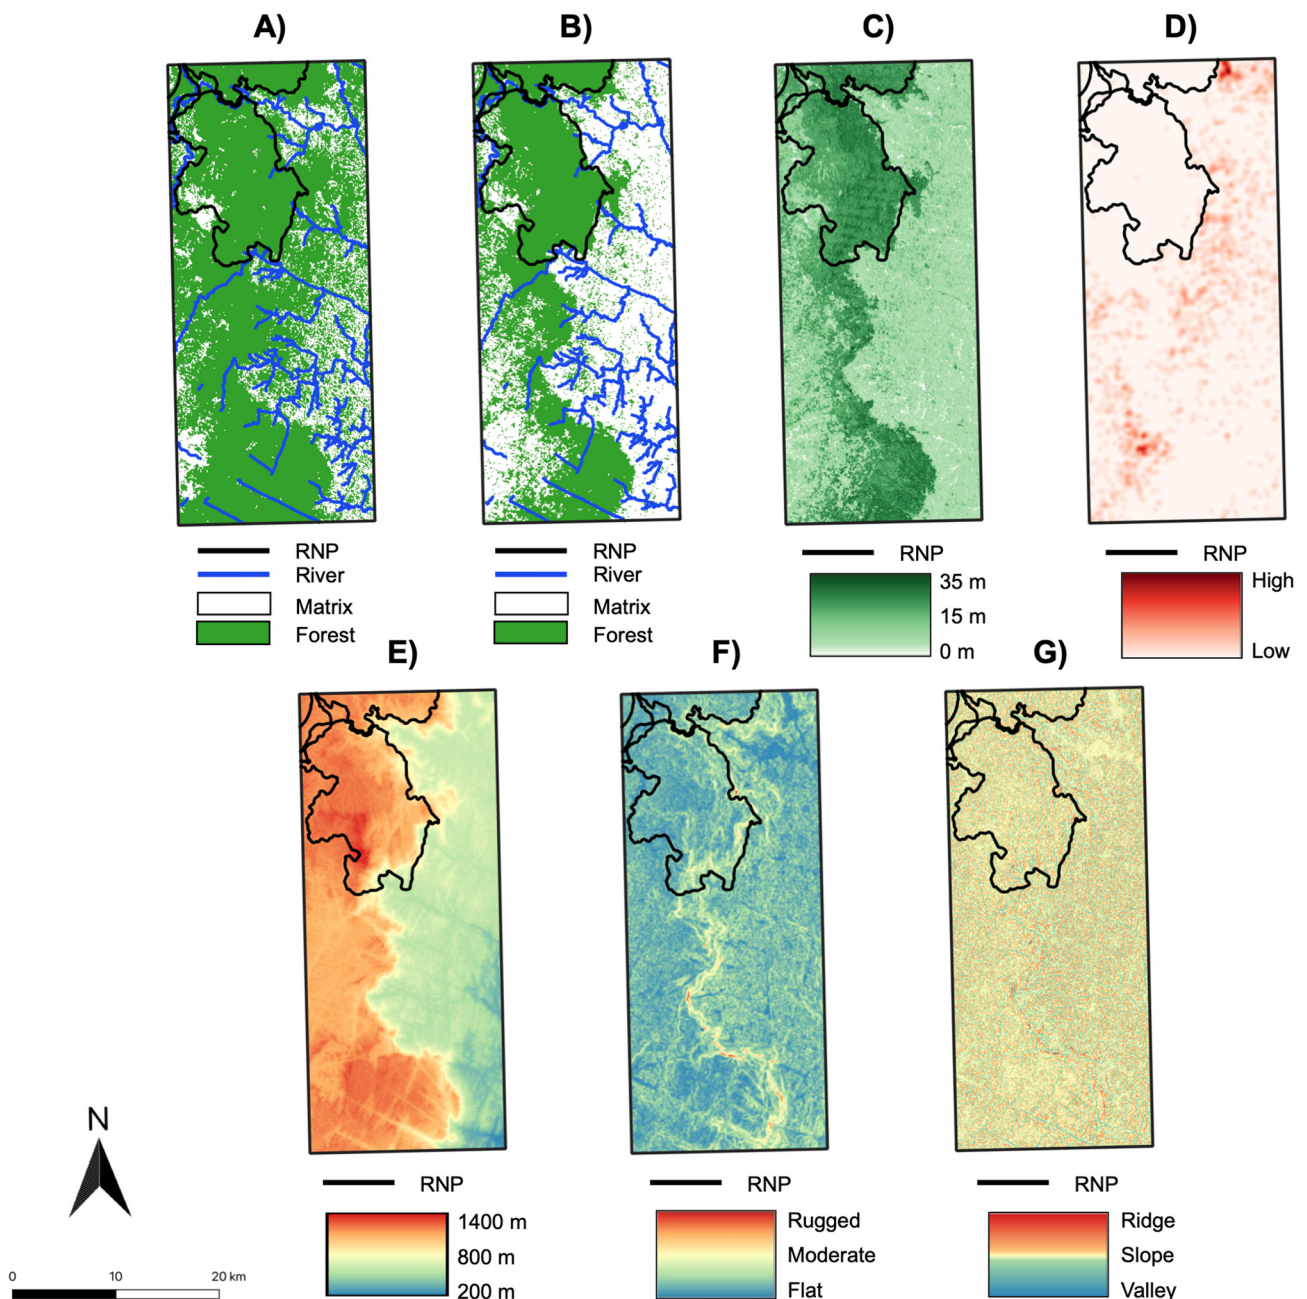 A)
B)
C)
D)
RNP
River
Matrix
Forest
RNP
River
Matrix
Forest
RNP
35 m
15 m
0 m
RNP
High
Low
E)
F)
G)
RNP
1400 m
800 m
200 m
RNP
Rugged
Moderate
Flat
RNP
Ridge
Slope
Valley
N
0 10 20 km